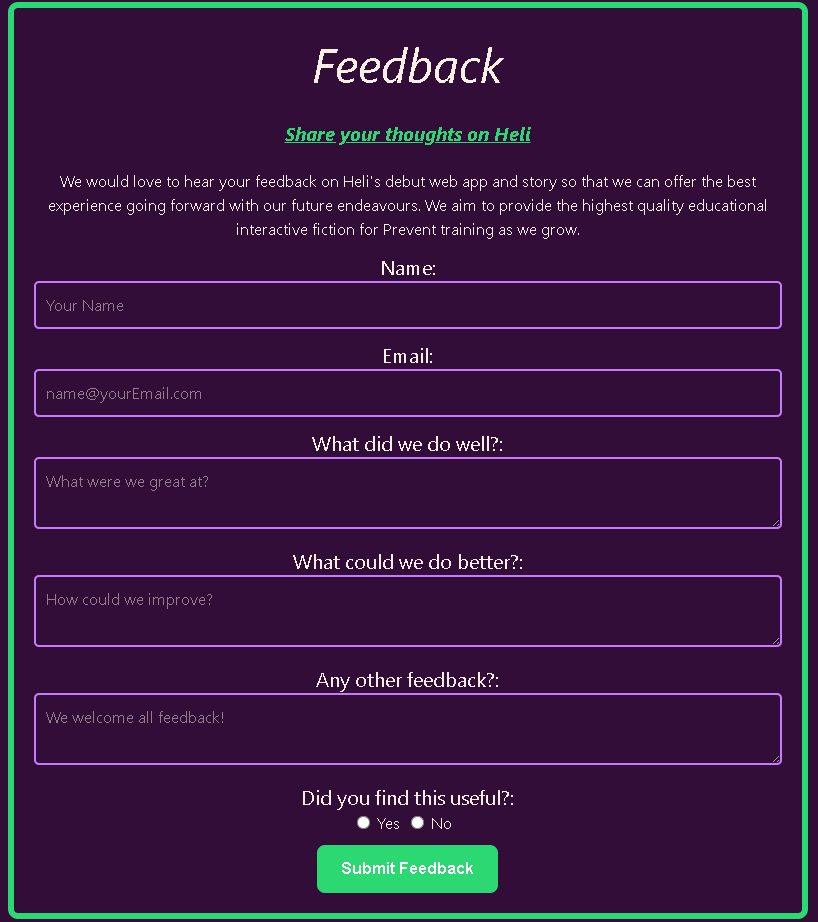 Feedback
Share your thoughts on Heli
We would love to hear your feedback on Heli's debut web app and story so that we can offer the best
experience going forward with our future endeavours. We aim to provide the highest quality educational
interactive fiction for Prevent training as we grow.
Name:
Your Name
Email:
name@yourEmail.com
What did we do well?:
What were we great at?
What could we do better?:
How could we improve?
Any other feedback?:
We welcome all feedback!
Did you find this useful?:
Yes No
Submit Feedback